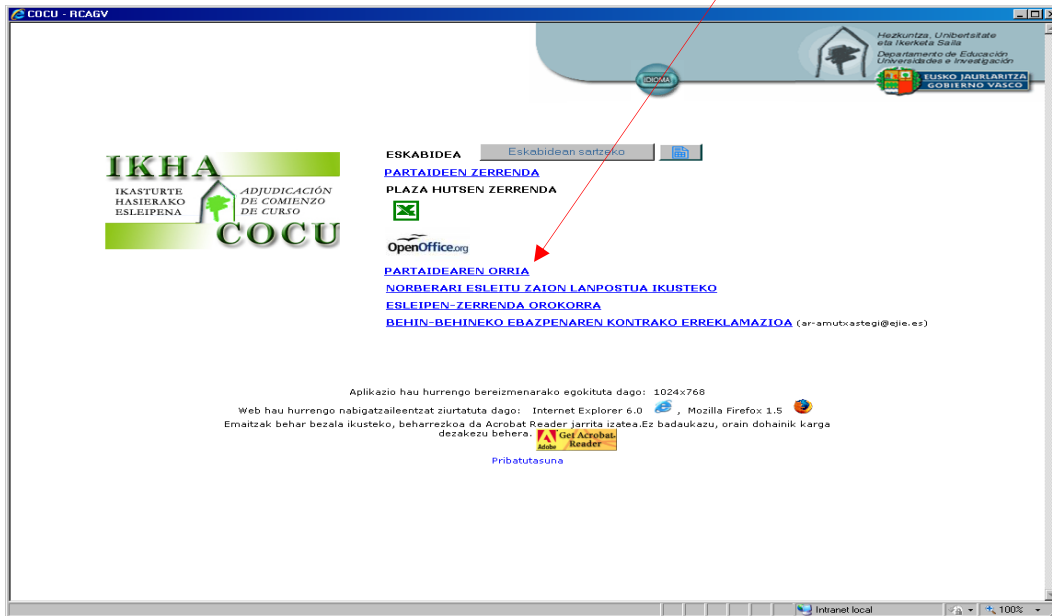 COCU - RCAGV
Hezkuntza, Unibertsitate
eta Ikerketa Saila
Departamento de Educación
Universidades e Investigación
EUSKO JAURLARITZA
GOBIERNO VASCO
IDIOMA
IKHA
IKASTURTE
HASIERAKO
ESLEIPENA
ADJUDICACIÓN
DE COMIENZO
DE CURSO
COCU
ESKABIDEA Eskabidean sartzeko
PARTAIDEEN ZERRENDA
PLAZA HUTSEN ZERRENDA
OpenOffice.org
PARTAIDEAREN ORRIA
NORBERARI ESLEITU ZAION LANPOSTUA IKUSTEKO
ESLEIPEN-ZERRENDA OROKORRA
BEHIN-BEHINEKO EBAZPENAREN KONTRAKO ERREKLAMAZIOA (ar-amutxastegi@ejie.es)
Aplikazio hau hurrengo bereizmenarako egokituta dago: 1024x768
Web hau hurrengo nabigatzaileentzat ziurtatuta dago: Internet Explorer 6.0 , Mozilla Firefox 1.5
Emaitzak behar bezala ikusteko, beharrezkoa da Acrobat Reader jarrita izatea.Ez badaukazu, orain dohainik karga
dezakezu behera. Adobe Get Acrobat Reader
Pribatutasuna
Intranet local 100%